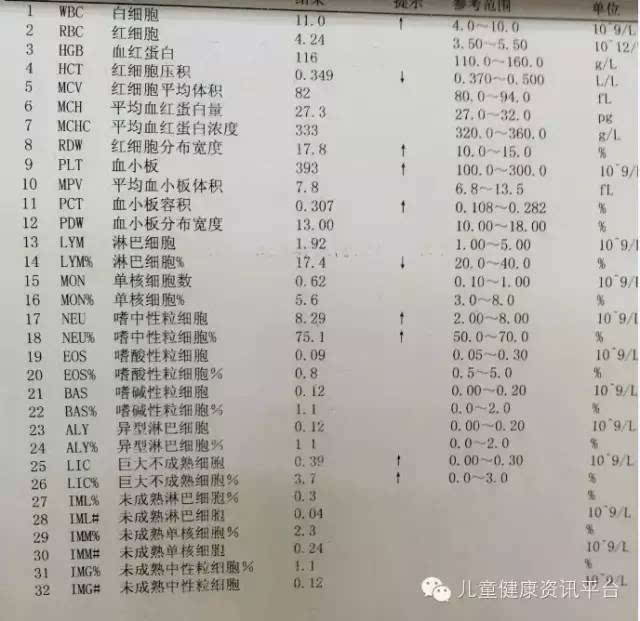 结果 提示 参考范围 单位
1 WBC 白细胞 11.0 ↑ 4.0~10.0 10^9/L
2 RBC 红细胞 4.24 3.50~5.50 10^12/
3 HGB 血红蛋白 116 110.0~160.0 g/L
4 HCT 红细胞压积 0.349 ↓ 0.370~0.500 L/L
5 MCV 红细胞平均体积 82 80.0~94.0 fL
6 MCH 平均血红蛋白量 27.3 27.0~32.0 pg
7 MCHC 平均血红蛋白浓度 333 320.0~360.0 g/L
8 RDW 红细胞分布宽度 17.8 ↑ 10.0~15.0 %
9 PLT 血小板 393 ↑ 100.0~300.0 10^9/L
10 MPV 平均血小板体积 7.8 6.8~13.5 fL
11 PCT 血小板容积 0.307 ↑ 0.108~0.282 %
12 PDW 血小板分布宽度 13.00 10.00~18.00 %
13 LYM 淋巴细胞 1.92 1.00~5.00 10^9/L
14 LYM% 淋巴细胞% 17.4 ↓ 20.0~40.0 %
15 MON 单核细胞数 0.62 0.10~1.00 10^9/L
16 MON% 单核细胞% 5.6 3.0~8.0 %
17 NEU 嗜中性粒细胞 8.29 ↑ 2.00~8.00 10^9/L
18 NEU% 嗜中性粒细胞% 75.1 ↑ 50.0~70.0 %
19 EOS 嗜酸性粒细胞 0.09 0.05~0.30 10^9/L
20 EOS% 嗜酸性粒细胞% 0.8 0.5~5.0 %
21 BAS 嗜碱性粒细胞 0.12 0.00~0.20 10^9/L
22 BAS% 嗜碱性粒细胞% 1.1 0.0~2.0 %
23 ALY 异型淋巴细胞 0.12 0.00~0.20 10^9/L
24 ALY% 异型淋巴细胞% 1.1 0.0~2.0 %
25 LIC 巨大不成熟细胞 0.39 ↑ 0.00~0.30 10^9/L
26 LIC% 巨大不成熟细胞% 3.7 ↑ 0.0~3.0 %
27 IML% 未成熟淋巴细胞% 0.3 %
28 IML# 未成熟淋巴细胞 0.04 10^9/L
29 IMM% 未成熟单核细胞% 2.3 %
30 IMM# 未成熟单核细胞 0.24 10^9/L
31 IMG% 未成熟中性粒细胞% 1.1 %
32 IMG# 未成熟中性粒细胞 0.12 10^9/L
儿童健康资讯平台